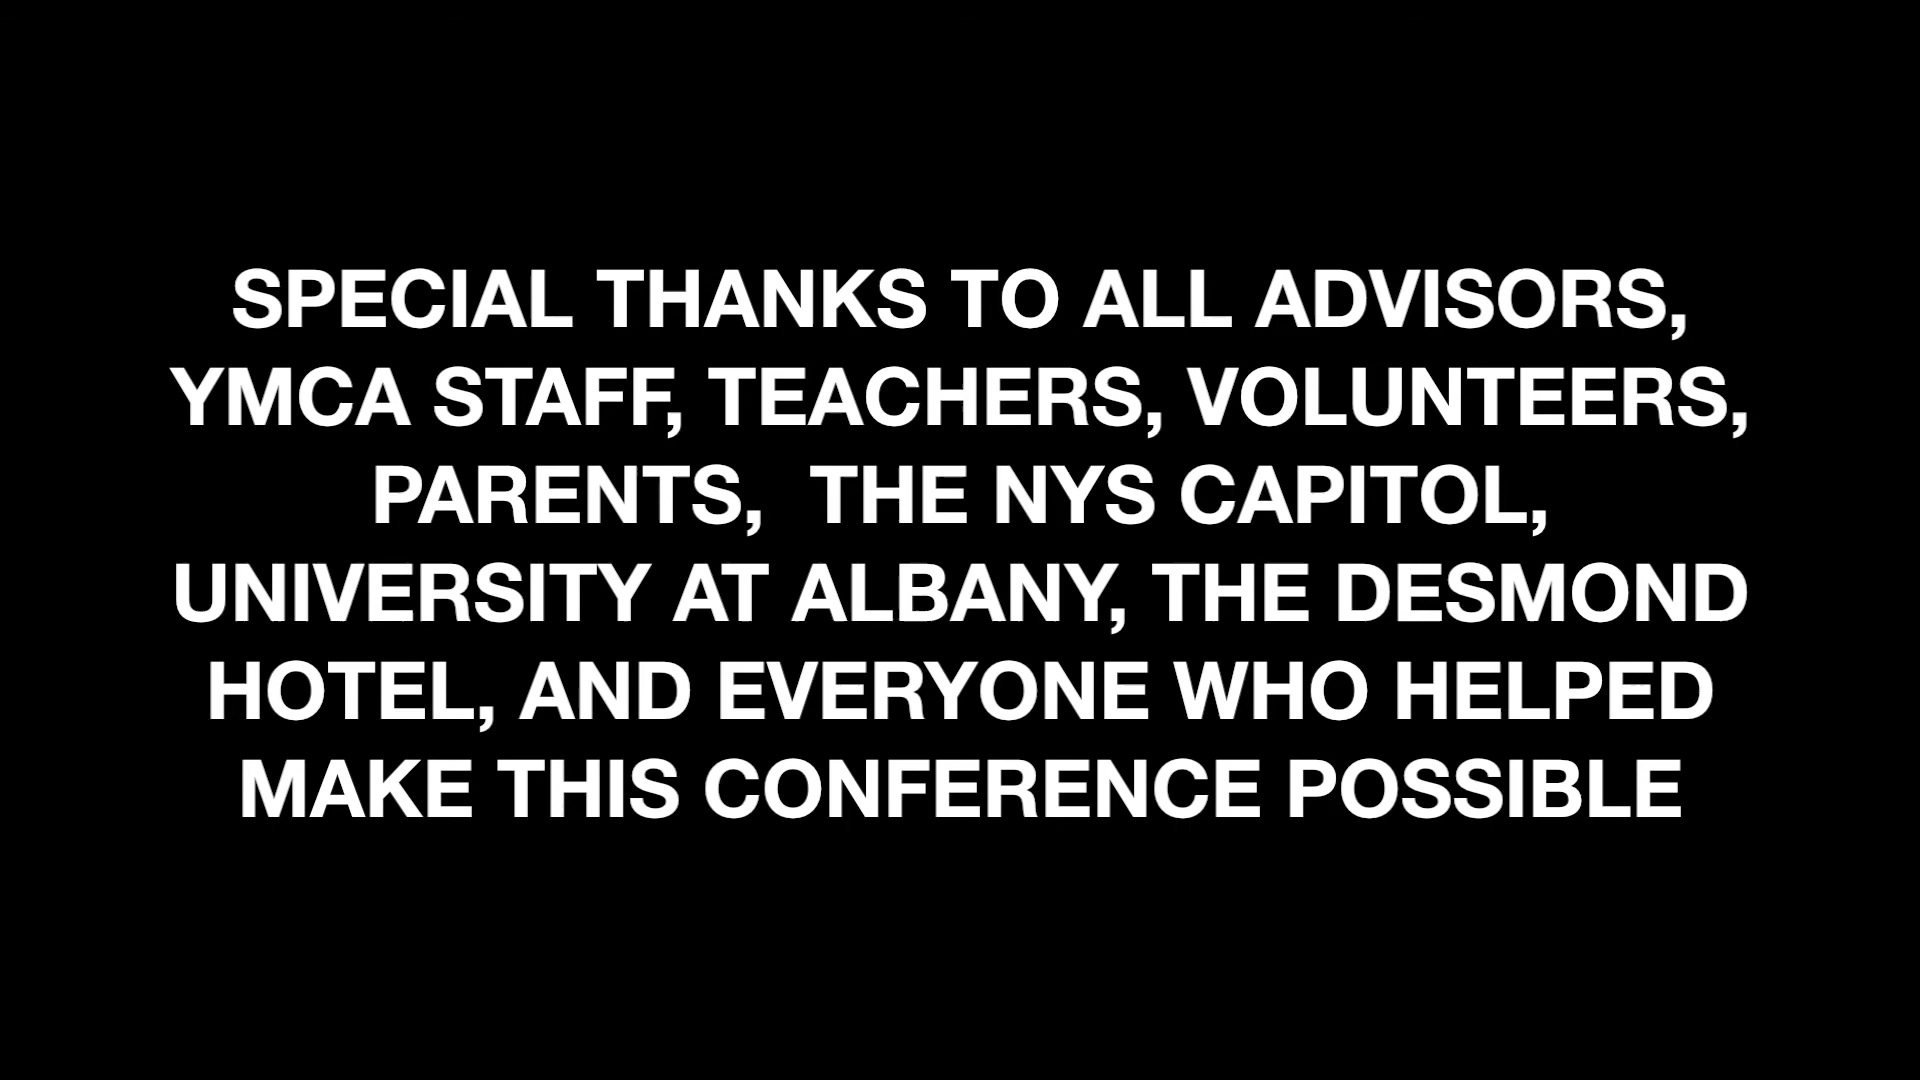 SPECIAL THANKS TO ALL ADVISORS,
YMCA STAFF, TEACHERS, VOLUNTEERS,
PARENTS,  THE NYS CAPITOL,
UNIVERSITY AT ALBANY, THE DESMOND
HOTEL, AND EVERYONE WHO HELPED
MAKE THIS CONFERENCE POSSIBLE